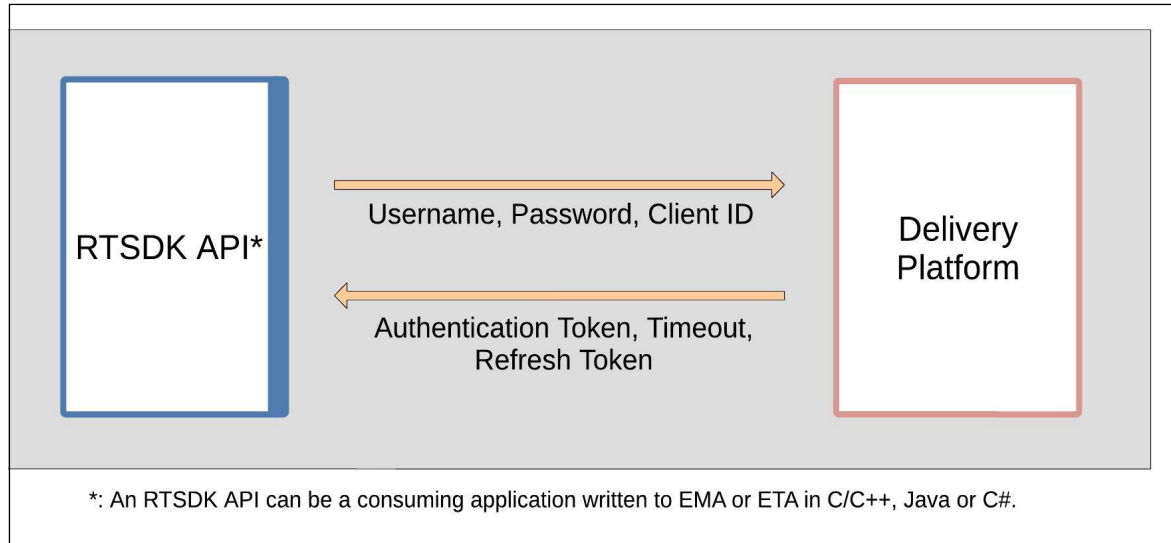 RTSDK API*
Username, Password, Client ID
Delivery
Platform
Authentication Token, Timeout,
Refresh Token
*: An RTSDK API can be a consuming application written to EMA or ETA in C/C++, Java or C#.